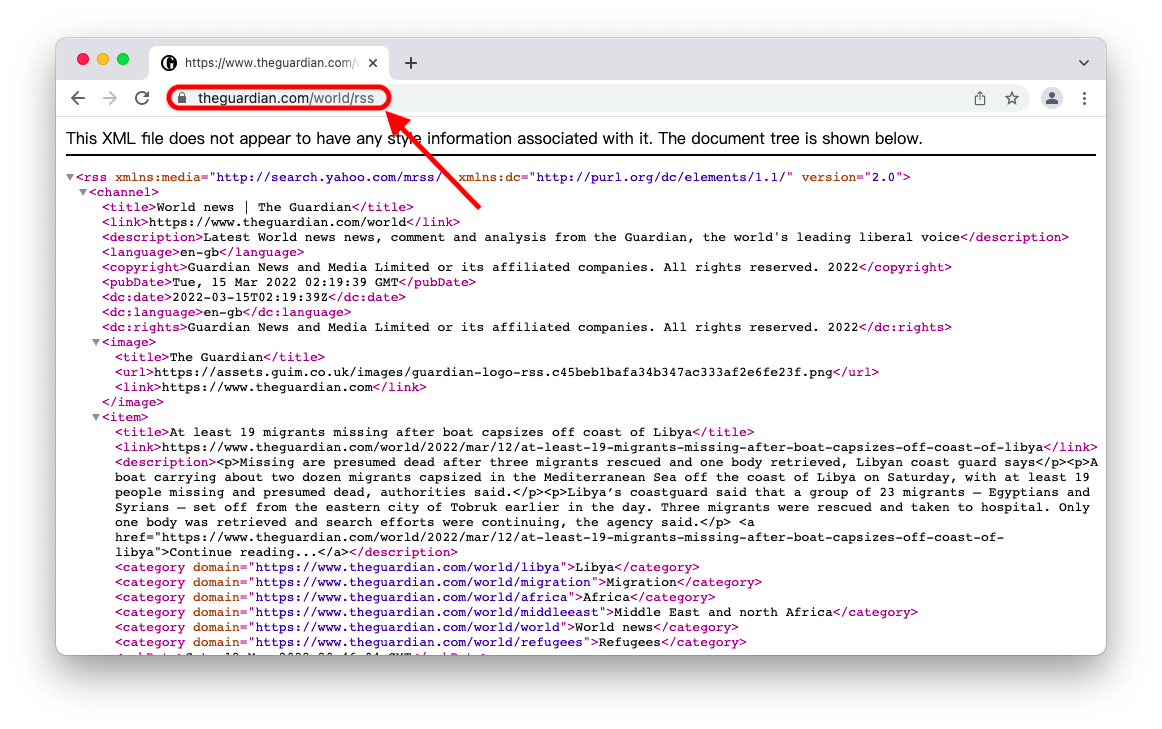 https://www.theguardian.com/
theguardian.com/world/rss
This XML file does not appear to have any style information associated with it. The document tree is shown below.
<rss xmlns:media="http://search.yahoo.com/mrss/ xmlns:dc="http://purl.org/dc/elements/1.1/" version="2.0">
<channel>
<title>World news | The Guardian</title>
<link>https://www.theguardian.com/world</link>
<description>Latest World news news, comment and analysis from the Guardian, the world's leading liberal voice</description>
<language>en-gb</language>
<copyright>Guardian News and Media Limited or its affiliated companies. All rights reserved. 2022</copyright>
<pubDate>Tue, 15 Mar 2022 02:19:39 GMT</pubDate>
<dc:date>2022-03-15T02:19:39Z</dc:date>
<dc:language>en-gb</dc:language>
<dc:rights>Guardian News and Media Limited or its affiliated companies. All rights reserved. 2022</dc:rights>
<image>
<title>The Guardian</title>
<url>https://assets.guim.co.uk/images/guardian-logo-rss.c45beb1bafa34b347ac333af2e6fe23f.png</url>
<link>https://www.theguardian.com</link>
</image>
<item>
<title>At least 19 migrants missing after boat capsizes off coast of Libya</title>
<link>https://www.theguardian.com/world/2022/mar/12/at-least-19-migrants-missing-after-boat-capsizes-off-coast-of-libya</link>
<description><p>Missing are presumed dead after three migrants rescued and one body retrieved, Libyan coast guard says</p><p>A
boat carrying about two dozen migrants capsized in the Mediterranean Sea off the coast of Libya on Saturday, with at least 19
people missing and presumed dead, authorities said.</p><p>Libya’s coastguard said that a group of 23 migrants – Egyptians and
Syrians – set off from the eastern city of Tobruk earlier in the day. Three migrants were rescued and taken to hospital. Only
one body was retrieved and search efforts were continuing, the agency said.</p> <a
href="https://www.theguardian.com/world/2022/mar/12/at-least-19-migrants-missing-after-boat-capsizes-off-coast-of-
libya">Continue reading...</a></description>
<category domain="https://www.theguardian.com/world/libya">Libya</category>
<category domain="https://www.theguardian.com/world/migration">Migration</category>
<category domain="https://www.theguardian.com/world/africa">Africa</category>
<category domain="https://www.theguardian.com/world/middleeast">Middle East and north Africa</category>
<category domain="https://www.theguardian.com/world/world">World news</category>
<category domain="https://www.theguardian.com/world/refugees">Refugees</category>